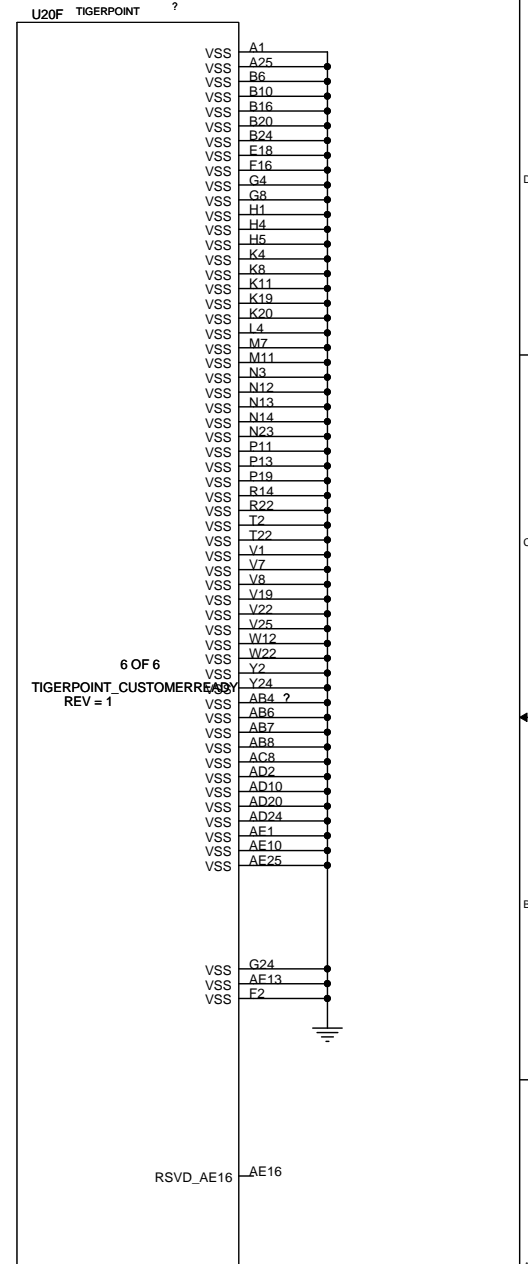 U20F TIGERPOINT ?
VSS A1
VSS A25
VSS B6
VSS B10
VSS B16
VSS B20
VSS B24
VSS E18
VSS F16
VSS G4
VSS G8
VSS H1
VSS H4
VSS H5
VSS K4
VSS K8
VSS K11
VSS K19
VSS K20
VSS L4
VSS M7
VSS M11
VSS N3
VSS N12
VSS N13
VSS N14
VSS N23
VSS P11
VSS P13
VSS P19
VSS R14
VSS R22
VSS T2
VSS T22
VSS V1
VSS V7
VSS V8
VSS V19
VSS V22
VSS V25
VSS W12
VSS W22
6 OF 6
VSS Y2
TIGERPOINT_CUSTOMERREADY
VSS Y24
REV = 1
VSS AB4 ?
VSS AB6
VSS AB7
VSS AB8
VSS AC8
VSS AD2
VSS AD10
VSS AD20
VSS AD24
VSS AE1
VSS AE10
VSS AE25
VSS G24
VSS AE13
VSS F2
RSVD_AE16 AE16